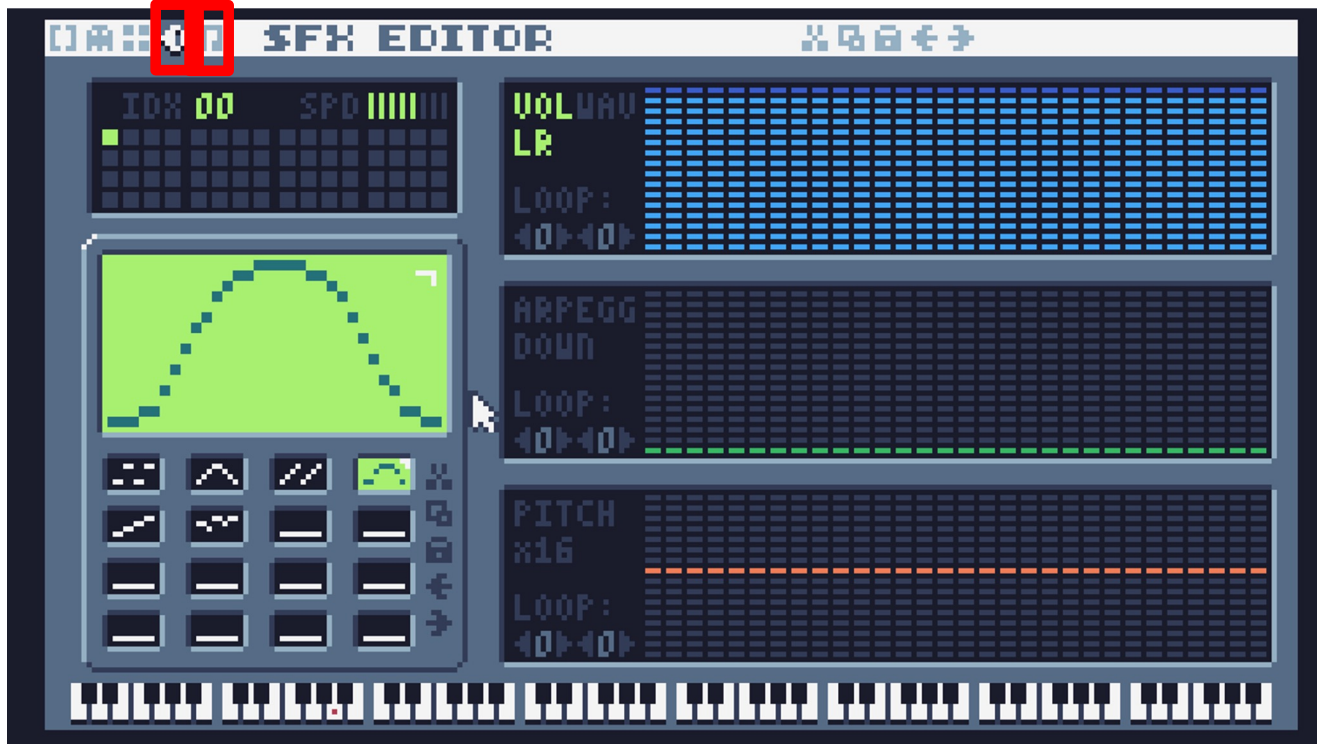 SFX EDITOR
IDX 00 SPD
VOL WAV
LR
LOOP:
0 0
ARPEGG
DOWN
LOOP:
0 0
PITCH
x16
LOOP:
0 0